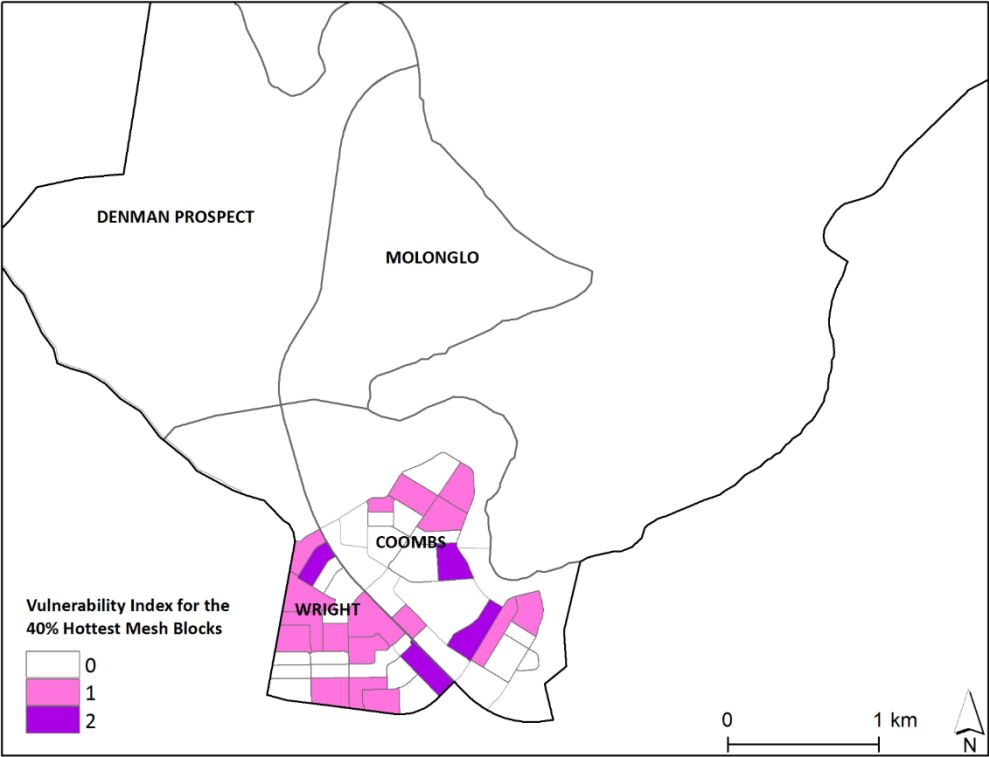 DENMAN PROSPECT
MOLONGLO
COOMBS
WRIGHT
Vulnerability Index for the
40% Hottest Mesh Blocks
0
1
2
0 1 km
N